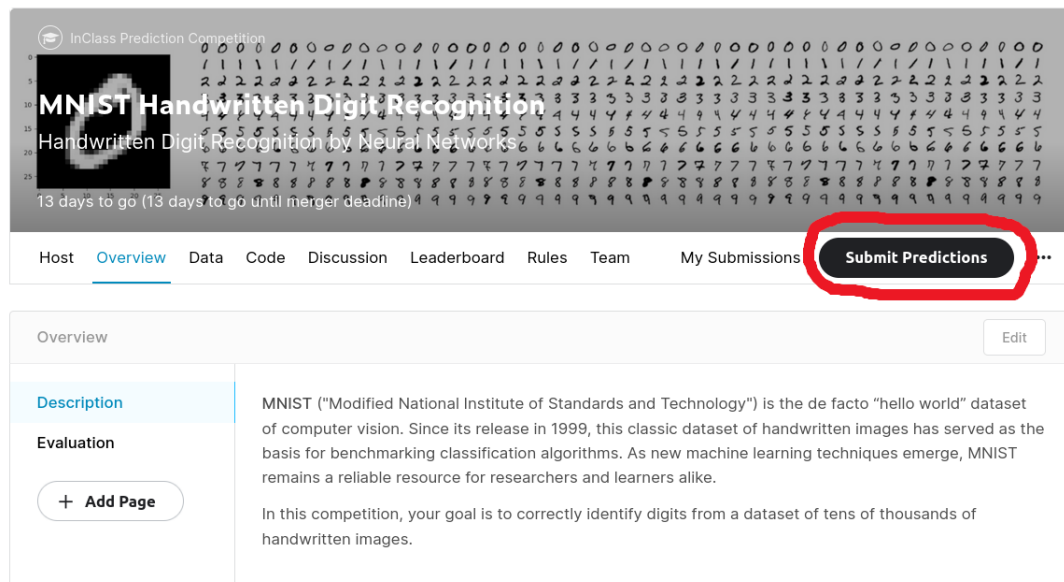 InClass Prediction Competition
MNIST Handwritten Digit Recognition
Handwritten Digit Recognition by Neural Networks
13 days to go (13 days to go until merger deadline)
Host Overview Data Code Discussion Leaderboard Rules Team My Submissions Submit Predictions ...
Overview Edit
Description
Evaluation
+ Add Page
MNIST ("Modified National Institute of Standards and Technology") is the de facto “hello world” dataset
of computer vision. Since its release in 1999, this classic dataset of handwritten images has served as the
basis for benchmarking classification algorithms. As new machine learning techniques emerge, MNIST
remains a reliable resource for researchers and learners alike.
In this competition, your goal is to correctly identify digits from a dataset of tens of thousands of
handwritten images.